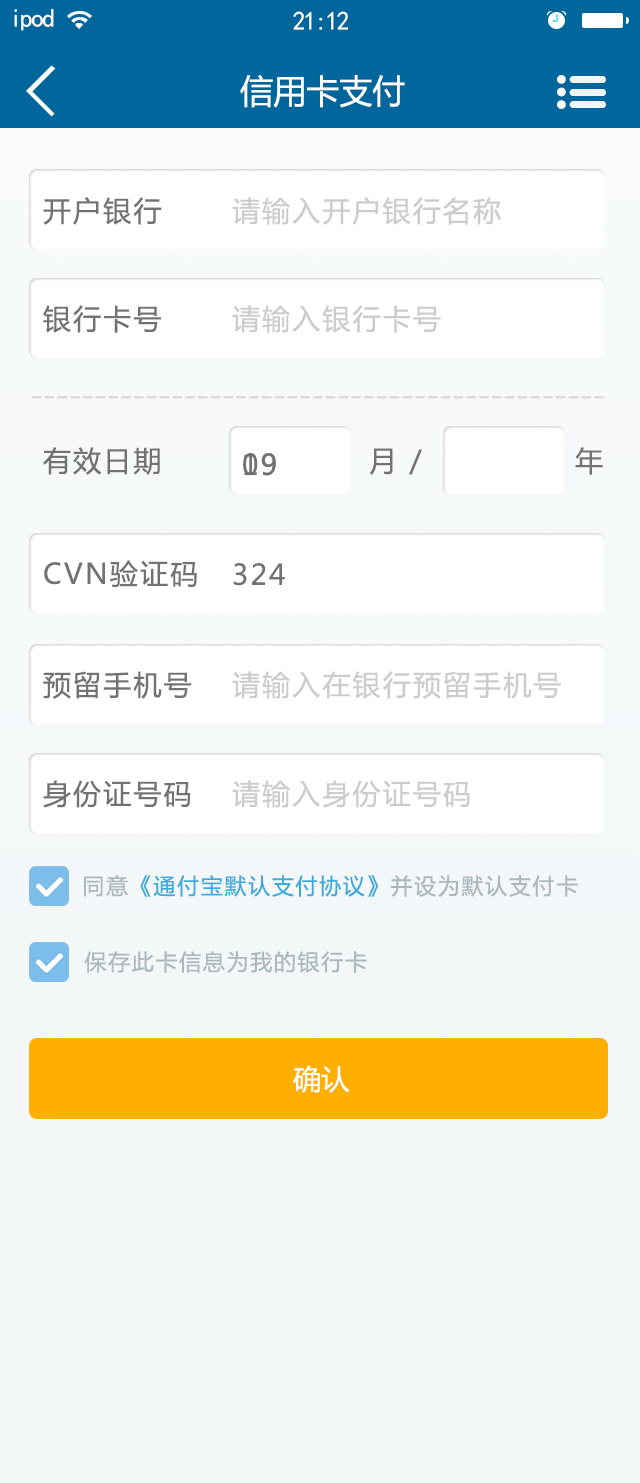 ipod 21:12
信用卡支付
开户银行 请输入开户银行名称
银行卡号 请输入银行卡号
有效日期 月 / 年
CVN验证码 324
预留手机号 请输入在银行预留手机号
身份证号码 请输入身份证号码
同意《通付宝默认支付协议》并设为默认支付卡
保存此卡信息为我的银行卡
确认